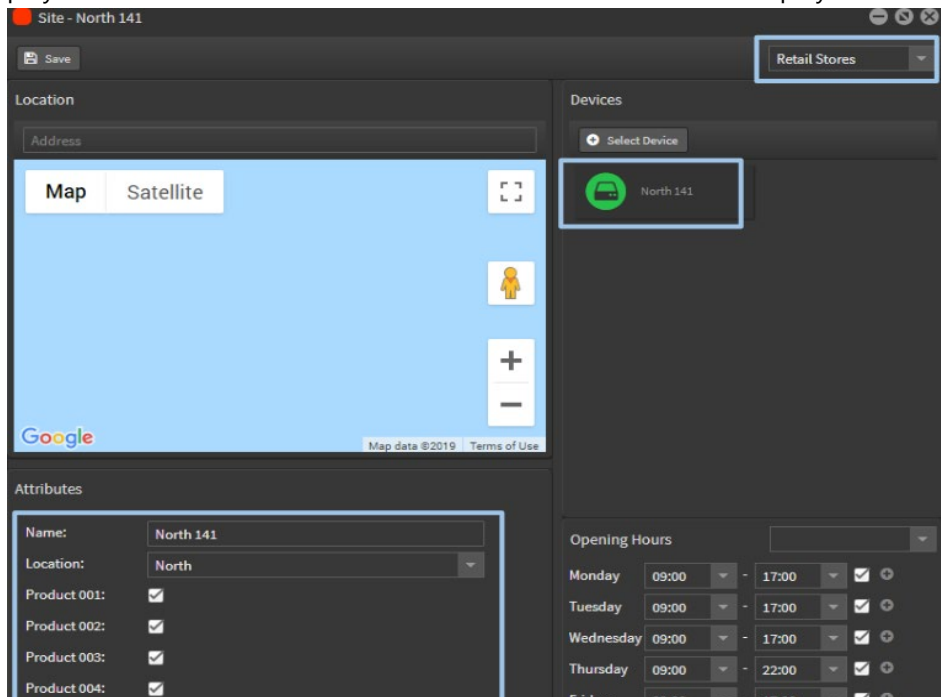 Site - North 141
Save
Retail Stores
Location
Address
Map Satellite
Google
Map data ©2019 Terms of Use
Devices
Select Device
North 141
Attributes
Name: North 141
Location: North
Product 001:
Product 002:
Product 003:
Product 004:
Opening Hours
Monday 09:00 - 17:00
Tuesday 09:00 - 17:00
Wednesday 09:00 - 17:00
Thursday 09:00 - 22:00